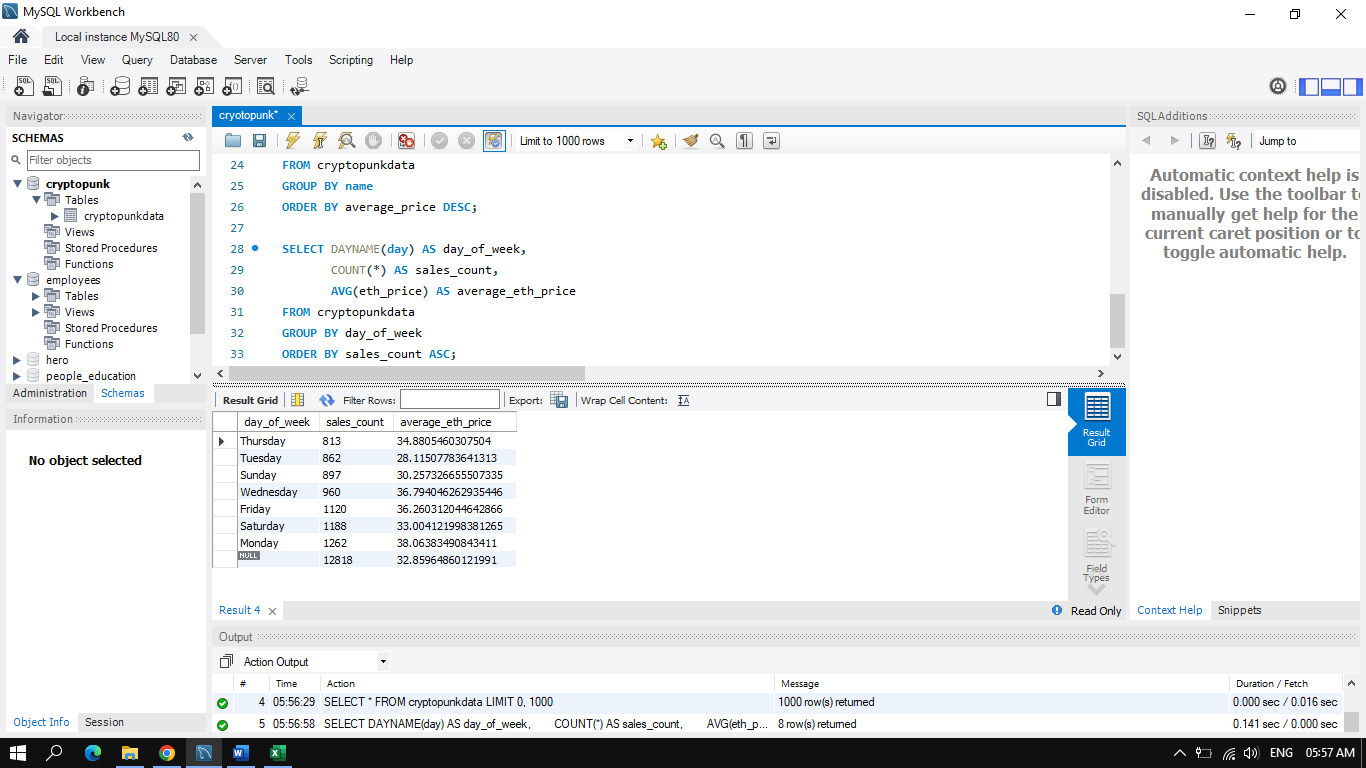 MySQL Workbench
Local instance MySQL80
File Edit View Query Database Server Tools Scripting Help
Navigator
SCHEMAS
Filter objects
cryptopunk
Tables
cryptopunkdata
Views
Stored Procedures
Functions
employees
Tables
Views
Stored Procedures
Functions
hero
people_education
Administration Schemas
Information
No object selected
Object Info Session
cryotopunk*
Limit to 1000 rows
24 FROM cryptopunkdata
25 GROUP BY name
26 ORDER BY average_price DESC;
27
28 SELECT DAYNAME(day) AS day_of_week,
29 COUNT(*) AS sales_count,
30 AVG(eth_price) AS average_eth_price
31 FROM cryptopunkdata
32 GROUP BY day_of_week
33 ORDER BY sales_count ASC;
Result Grid Filter Rows: Export: Wrap Cell Content:
day_of_week sales_count average_eth_price
Thursday 813 34.8805460307504
Tuesday 862 28.11507783641313
Sunday 897 30.257326655507335
Wednesday 960 36.794046262935446
Friday 1120 36.260312044642866
Saturday 1188 33.004121998381265
Monday 1262 38.06383490843411
NULL 12818 32.85964860121991
Result Grid
Form Editor
Field Types
Result 4
Read Only
SQLAdditions
Jump to
Automatic context help is
disabled. Use the toolbar to
manually get help for the
current caret position or to
toggle automatic help.
Context Help Snippets
Output
Action Output
# Time Action Message Duration / Fetch
4 05:56:29 SELECT * FROM cryptopunkdata LIMIT 0, 1000 1000 row(s) returned 0.000 sec / 0.016 sec
5 05:56:58 SELECT DAYNAME(day) AS day_of_week, COUNT(*) AS sales_count, AVG(eth_p... 8 row(s) returned 0.141 sec / 0.000 sec
ENG 05:57 AM